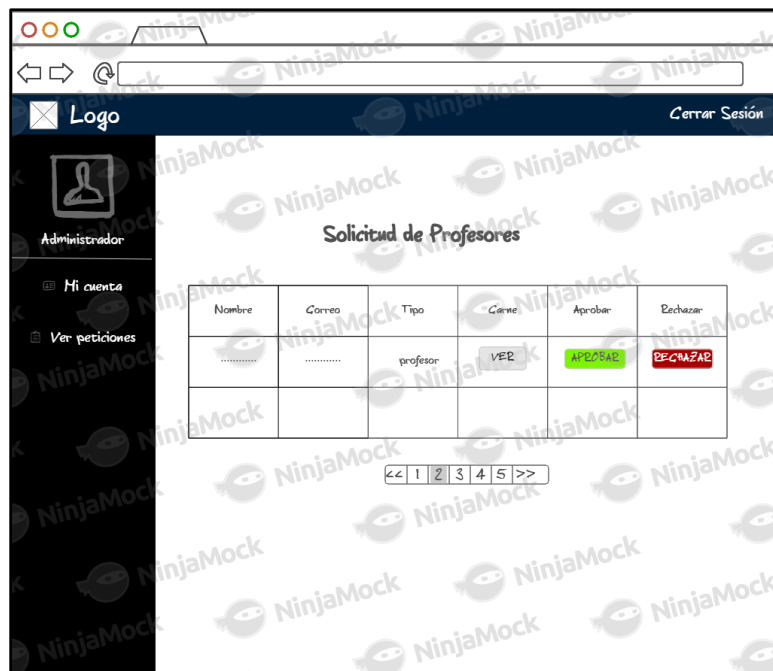 Logo
Cerrar Sesión
Administrador
Mi cuenta
Ver peticiones
Solicitud de Profesores
Nombre Correo Tipo Carne Aprobar Rechazar
............ ............ profesor VER APROBAR RECHAZAR
<< 1 2 3 4 5 >>
NinjaMock